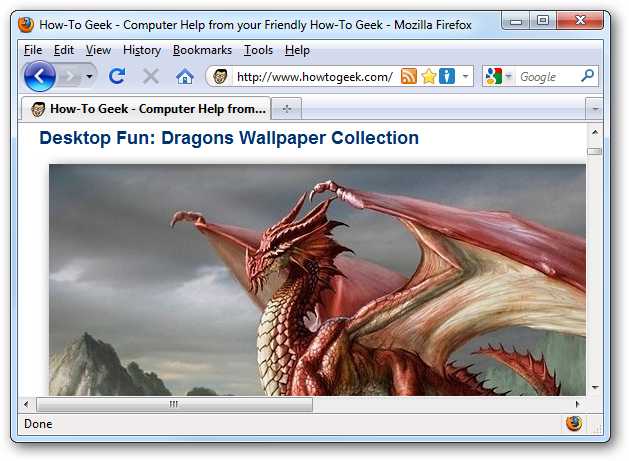 How-To Geek - Computer Help from your Friendly How-To Geek - Mozilla Firefox
File Edit View History Bookmarks Tools Help
http://www.howtogeek.com/ Google
How-To Geek - Computer Help from...
Desktop Fun: Dragons Wallpaper Collection
Done